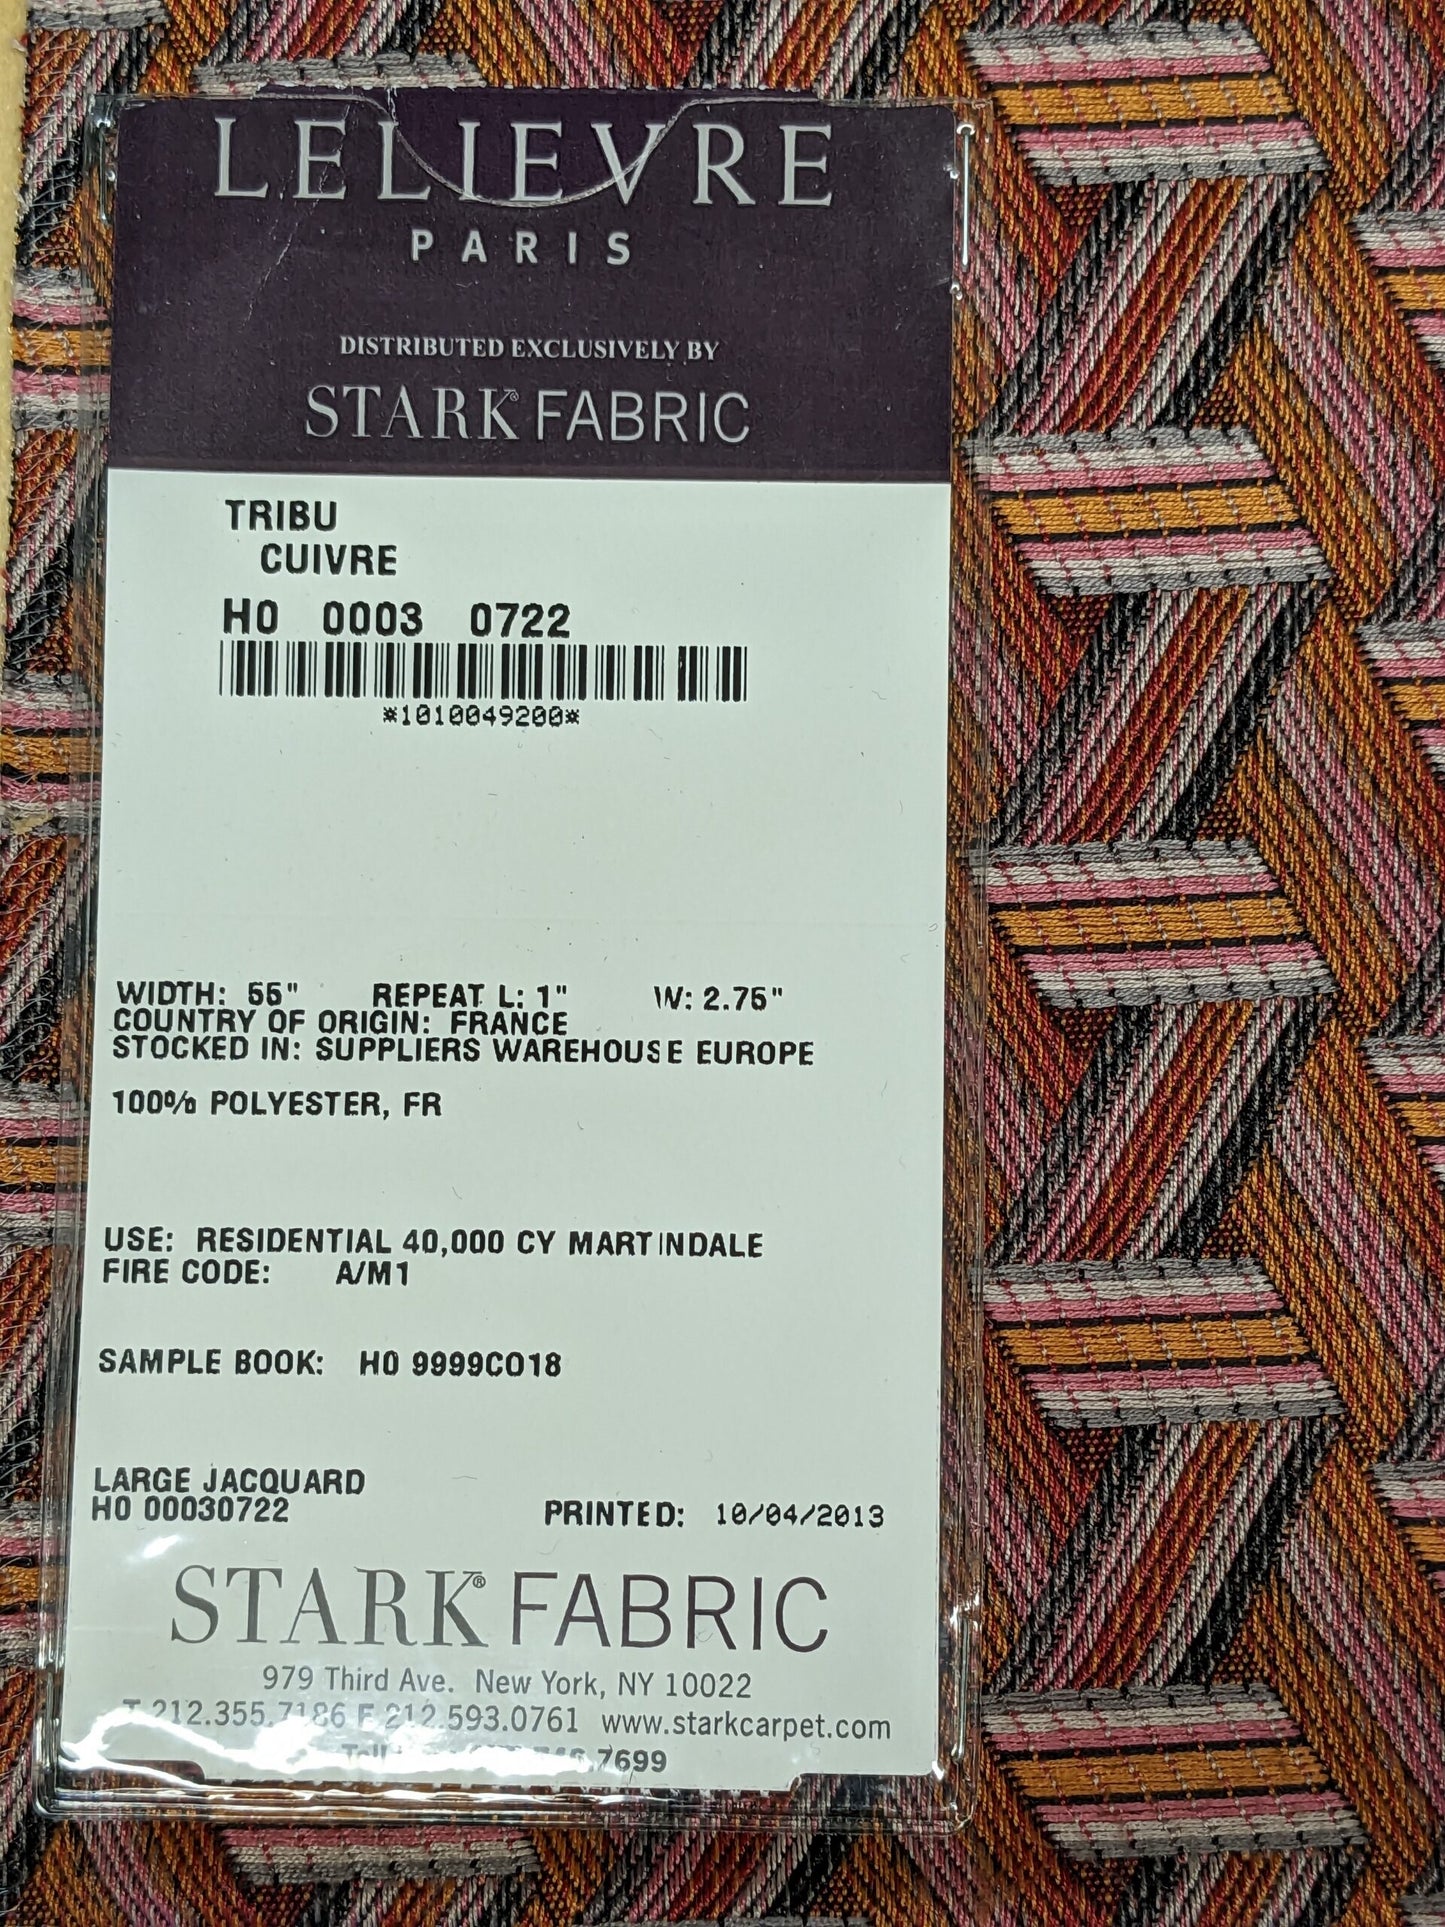 LELIEVRE
PARIS
DISTRIBUTED EXCLUSIVELY BY
STARK® FABRIC
TRIBU
CUIVRE
H0 0003 0722
*1010049200*
WIDTH: 55" REPEAT L: 1" W: 2.75"
COUNTRY OF ORIGIN: FRANCE
STOCKED IN: SUPPLIERS WAREHOUSE EUROPE
100% POLYESTER, FR
USE: RESIDENTIAL 40,000 CY MARTINDALE
FIRE CODE: A/M1
SAMPLE BOOK: H0 9999C018
LARGE JACQUARD
H0 00030722 PRINTED: 10/04/2013
STARK® FABRIC
979 Third Ave. New York, NY 10022
T 212.355.7186 F 212.593.0761 www.starkcarpet.com
.7699